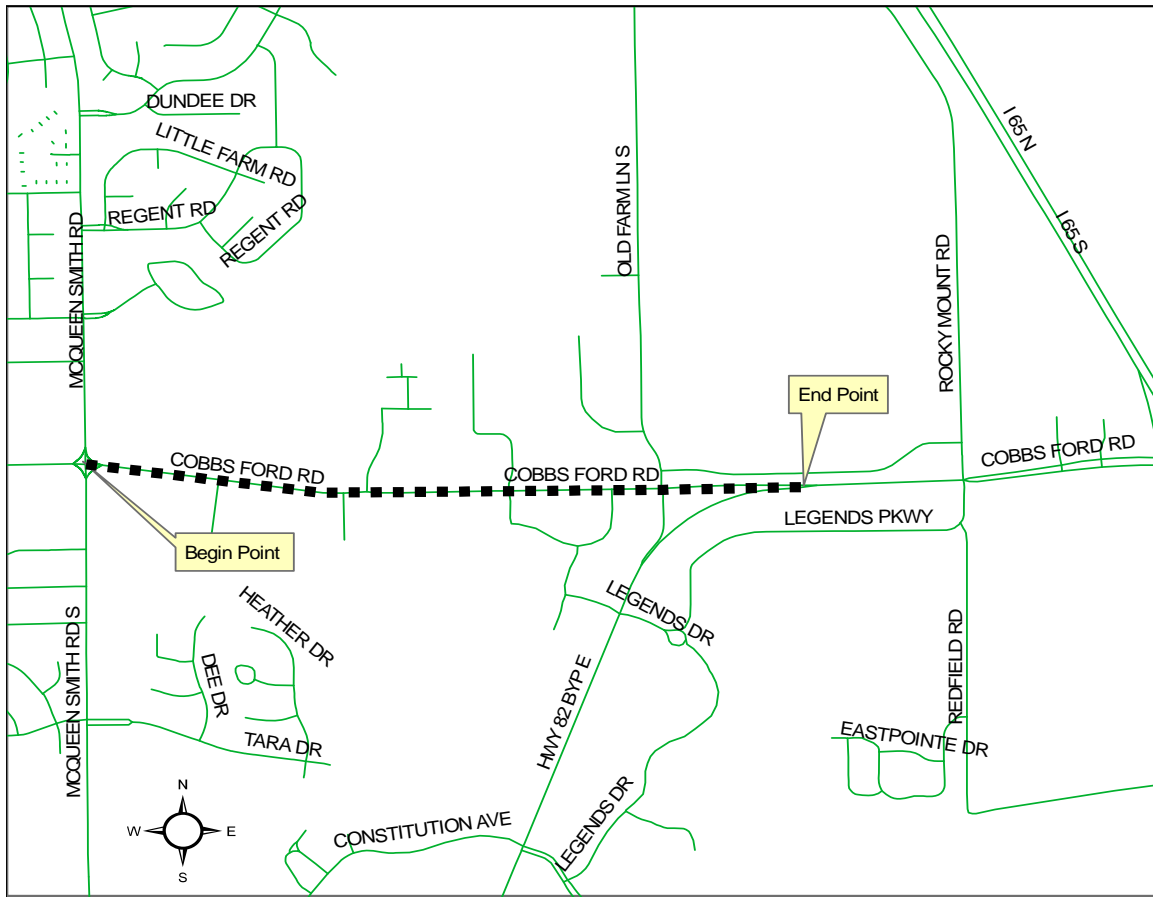 DUNDEE DR
LITTLE FARM RD
I 65 N
REGENT RD
REGENT RD
OLD FARM LN S
I 65 S
MCQUEEN SMITH RD
ROCKY MOUNT RD
End Point
COBBS FORD RD
COBBS FORD RD
COBBS FORD RD
LEGENDS PKWY
Begin Point
HEATHER DR
LEGENDS DR
MCQUEEN SMITH RD S
DEE DR
REDFIELD RD
HWY 82 BYP E
TARA DR
EASTPOINTE DR
N
W
E
S
CONSTITUTION AVE
LEGENDS DR